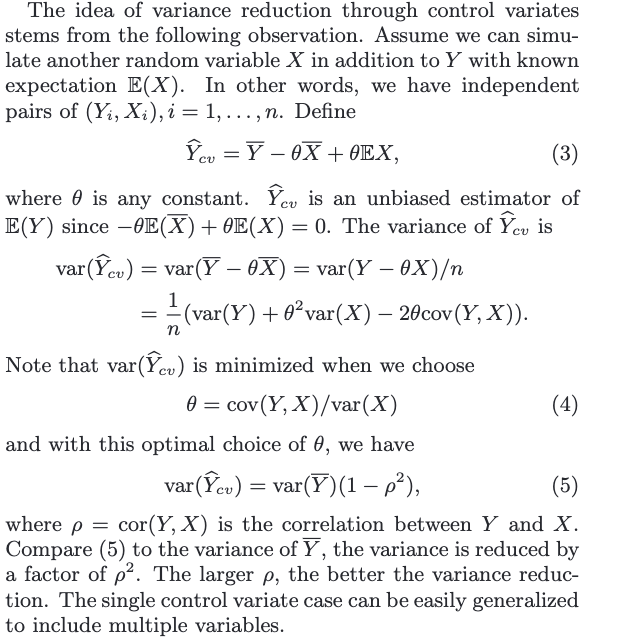 The idea of variance reduction through control variates
stems from the following observation. Assume we can simu-
late another random variable X in addition to Y with known
expectation 𝔼(X). In other words, we have independent
pairs of (Yᵢ, Xᵢ), i = 1, . . . , n. Define
Ŷ_cv = Y̅ − θX̅ + θ𝔼X, (3)
where θ is any constant. Ŷ_cv is an unbiased estimator of
𝔼(Y) since −θ𝔼(X̅) + θ𝔼(X) = 0. The variance of Ŷ_cv is
var(Ŷ_cv) = var(Y̅ − θX̅) = var(Y − θX)/n
= 1/n (var(Y) + θ²var(X) − 2θcov(Y, X)).
Note that var(Ŷ_cv) is minimized when we choose
θ = cov(Y, X)/var(X) (4)
and with this optimal choice of θ, we have
var(Ŷ_cv) = var(Y̅)(1 − ρ²), (5)
where ρ = cor(Y, X) is the correlation between Y and X.
Compare (5) to the variance of Y̅, the variance is reduced by
a factor of ρ². The larger ρ, the better the variance reduc-
tion. The single control variate case can be easily generalized
to include multiple variables.